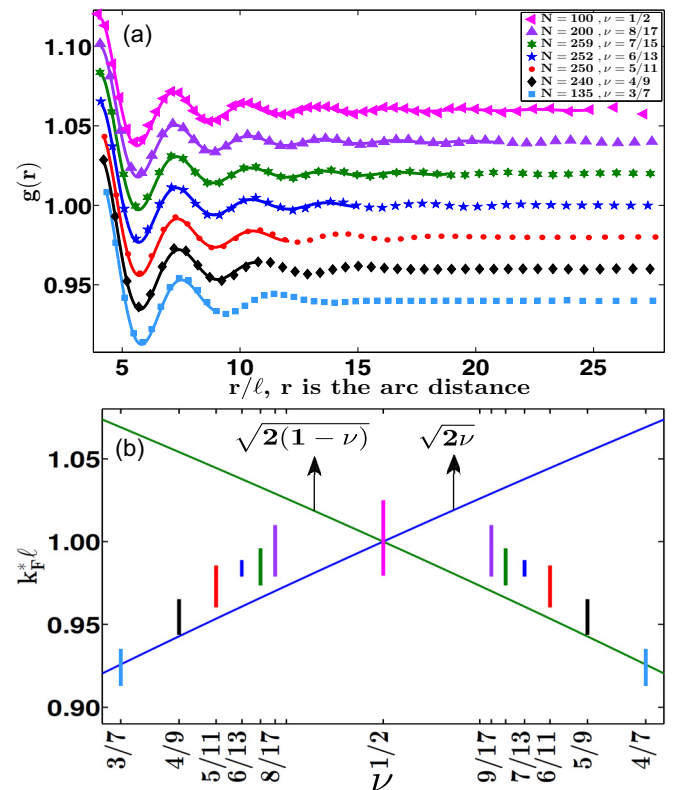 (a)
N = 100 , ν = 1/2
N = 200 , ν = 8/17
N = 259 , ν = 7/15
N = 252 , ν = 6/13
N = 250 , ν = 5/11
N = 240 , ν = 4/9
N = 135 , ν = 3/7
1.10
1.05
1.00
0.95
g(r)
5 10 15 20 25
r/ℓ, r is the arc distance
(b)
√2(1 − ν) √2ν
1.05
1.00
0.95
0.90
k*Fℓ
3/7 4/9 5/11 6/13 8/17 1/2 9/17 7/13 6/11 5/9 4/7
ν